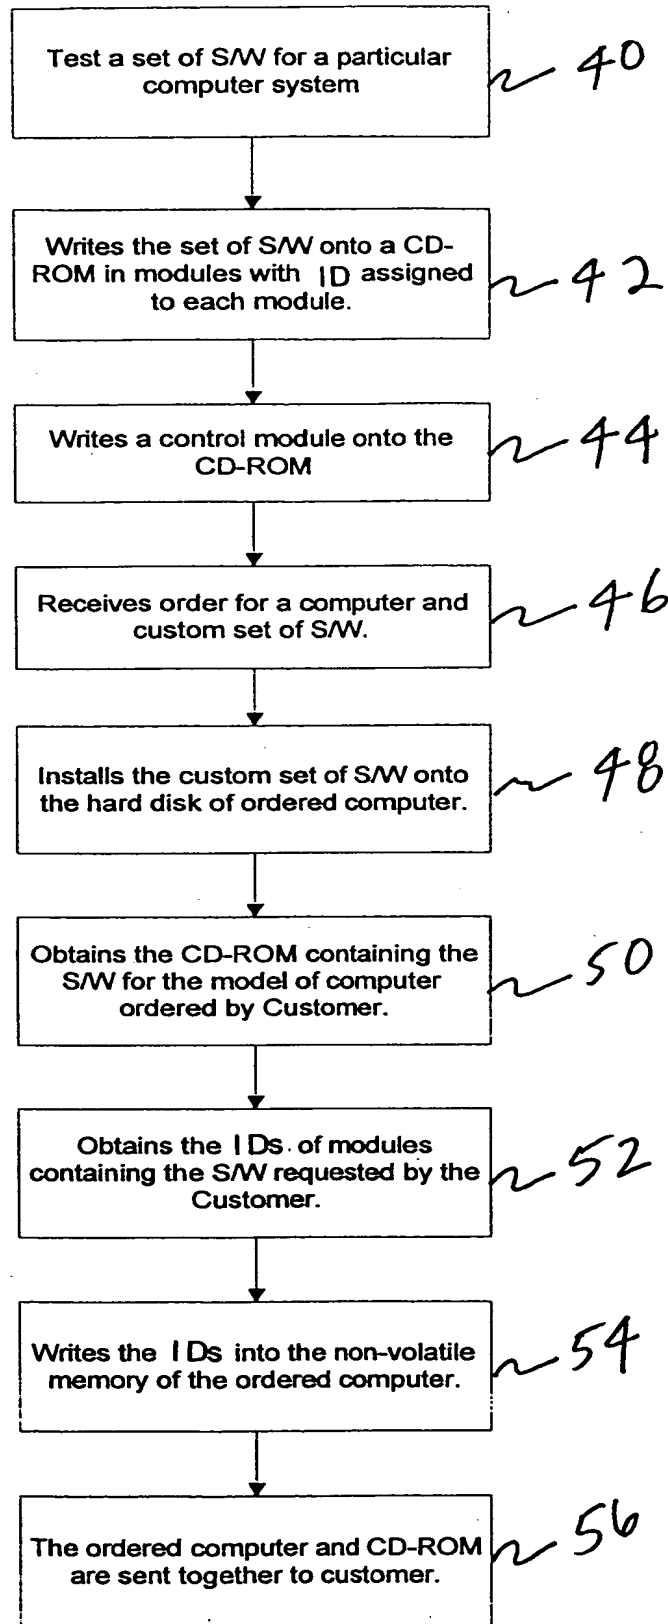 Test a set of S/W for a particular
computer system
40
Writes the set of S/W onto a CD-
ROM in modules with ID assigned
to each module.
42
Writes a control module onto the
CD-ROM
44
Receives order for a computer and
custom set of S/W.
46
Installs the custom set of S/W onto
the hard disk of ordered computer.
48
Obtains the CD-ROM containing the
S/W for the model of computer
ordered by Customer.
50
Obtains the IDs of modules
containing the S/W requested by the
Customer.
52
Writes the IDs into the non-volatile
memory of the ordered computer.
54
The ordered computer and CD-ROM
are sent together to customer.
56